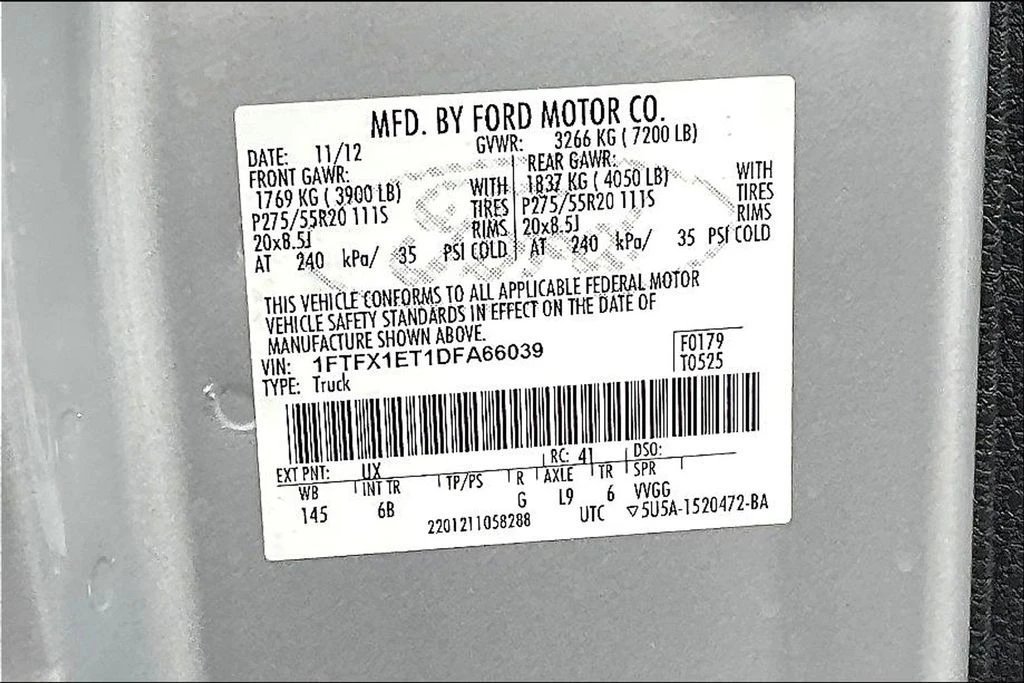 MFD. BY FORD MOTOR CO.
DATE: 11/12 GVWR: 3266 KG ( 7200 LB)
FRONT GAWR: REAR GAWR:
1769 KG ( 3900 LB) WITH 1837 KG ( 4050 LB) WITH
P275/55R20 111S TIRES P275/55R20 111S TIRES
20x8.5J RIMS 20x8.5J RIMS
AT 240 kPa/ 35 PSI COLD AT 240 kPa/ 35 PSI COLD
THIS VEHICLE CONFORMS TO ALL APPLICABLE FEDERAL MOTOR
VEHICLE SAFETY STANDARDS IN EFFECT ON THE DATE OF
MANUFACTURE SHOWN ABOVE.
VIN: 1FTFX1ET1DFA66039 F0179
TYPE: Truck T0525
EXT PNT: UX RC: 41 DSO:
WB INT TR TP/PS R AXLE TR SPR
145 6B G L9 6 VVGG
2201211058288 UTC ▽5U5A-1520472-BA